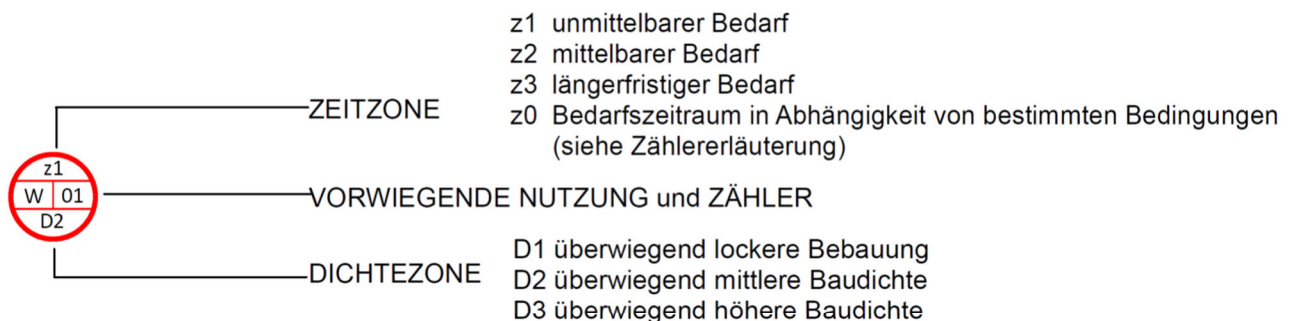 z1 unmittelbarer Bedarf
z2 mittelbarer Bedarf
z3 längerfristiger Bedarf
ZEITZONE
z0 Bedarfszeitraum in Abhängigkeit von bestimmten Bedingungen
(siehe Zählererläuterung)
z1
W 01
D2
VORWIEGENDE NUTZUNG und ZÄHLER
DICHTEZONE
D1 überwiegend lockere Bebauung
D2 überwiegend mittlere Baudichte
D3 überwiegend höhere Baudichte